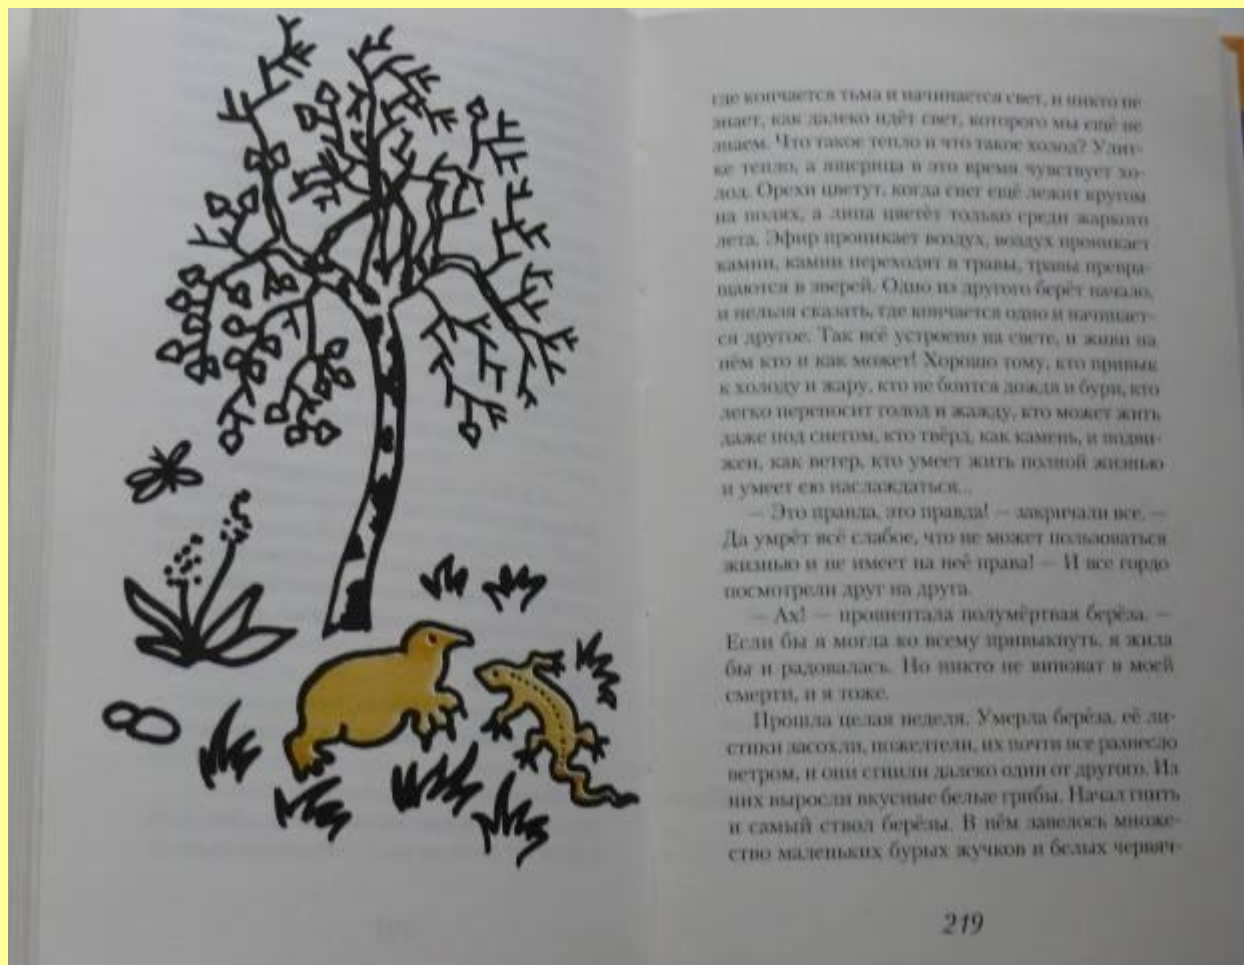 где кончается тьма и начинается свет, и никто не
знает, как далеко идёт свет, которого мы ещё не
знаем. Что такое тепло и что такое холод? Улит-
ке тепло, а ящерица в это время чувствует хо-
лод. Орехи цветут, когда снег ещё лежит кругом
на полях, а липа цветёт только среди жаркого
лета. Эфир проникает воздух, воздух проникает
камни, камни переходят в травы, травы превра-
щаются в зверей. Одно из другого берёт начало,
и нельзя сказать, где кончается одно и начинает-
ся другое. Так всё устроено на свете, и живи на
нём кто и как может! Хорошо тому, кто привык
к холоду и жару, кто не боится дождя и бури, кто
легко переносит голод и жажду, кто может жить
даже под снегом, кто твёрд, как камень, и подви-
жен, как ветер, кто умеет жить полной жизнью
и умеет ею наслаждаться...
— Это правда, это правда! — закричали все. —
Да умрёт всё слабое, что не может пользоваться
жизнью и не имеет на неё права! — И все гордо
посмотрели друг на друга.
— Ах! — прошептала полумёртвая берёза. —
Если бы я могла ко всему привыкнуть, я жила
бы и радовалась. Но никто не виноват в моей
смерти, и я тоже.
Прошла целая неделя. Умерла берёза, её ли-
стики засохли, пожелтели, их почти все разнесло
ветром, и они сгнили далеко один от другого. Из
них выросли вкусные белые грибы. Начал гнить
и самый ствол берёзы. В нём завелось множе-
ство маленьких бурых жучков и белых червяч-
219